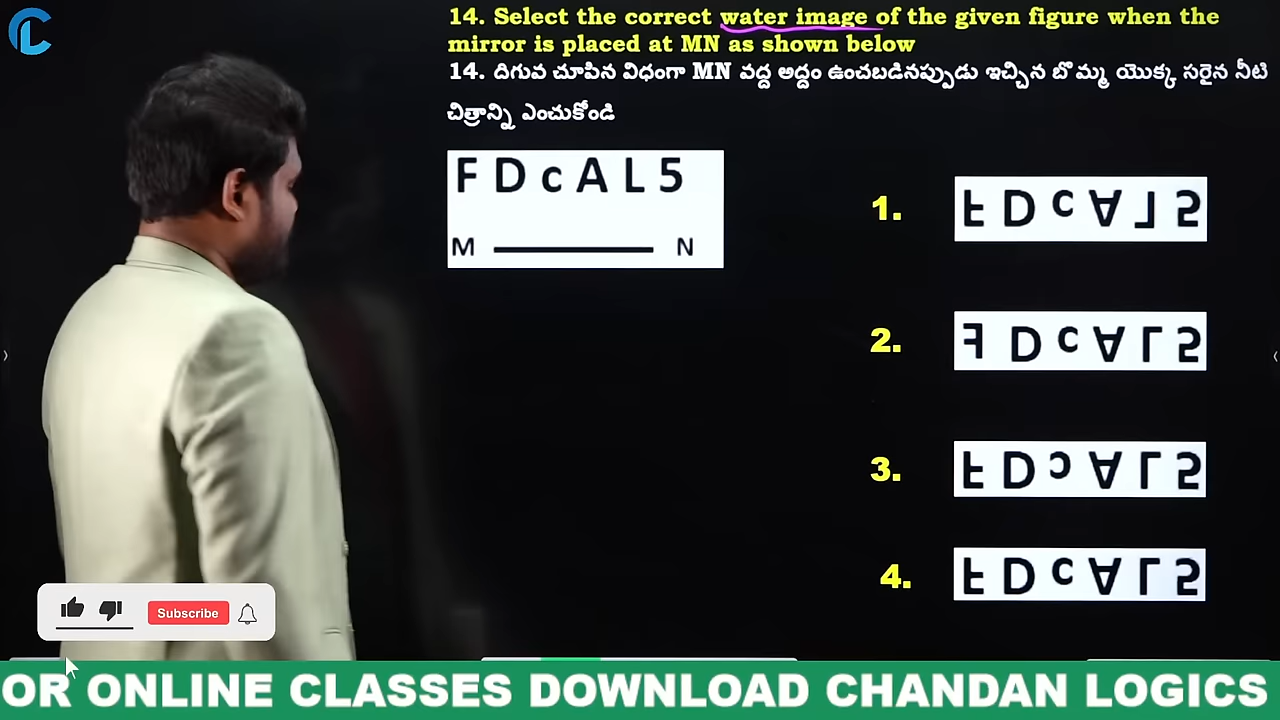 14. Select the correct water image of the given figure when the
mirror is placed at MN as shown below
14. దిగువ చూపిన విధంగా MN వద్ద అద్దం ఉంచబడినప్పుడు ఇచ్చిన బొమ్మ యొక్క సరైన నీటి
చిత్రాన్ని ఎంచుకోండి
F D c A L 5
M N
1.
2.
3.
4.
Subscribe
OR ONLINE CLASSES DOWNLOAD CHANDAN LOGICS